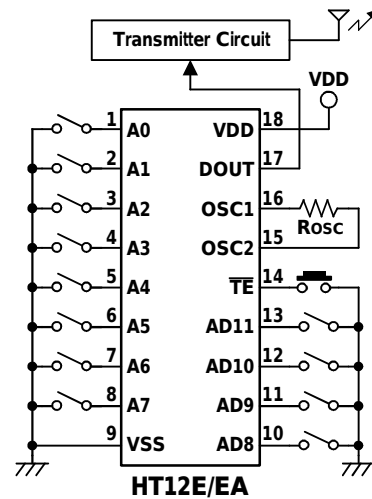 Transmitter Circuit
VDD
1 A0 VDD 18
2 A1 DOUT 17
3 A2 OSC1 16
ROSC
4 A3 OSC2 15
5 A4 TE 14
6 A5 AD11 13
7 A6 AD10 12
8 A7 AD9 11
9 VSS AD8 10
HT12E/EA